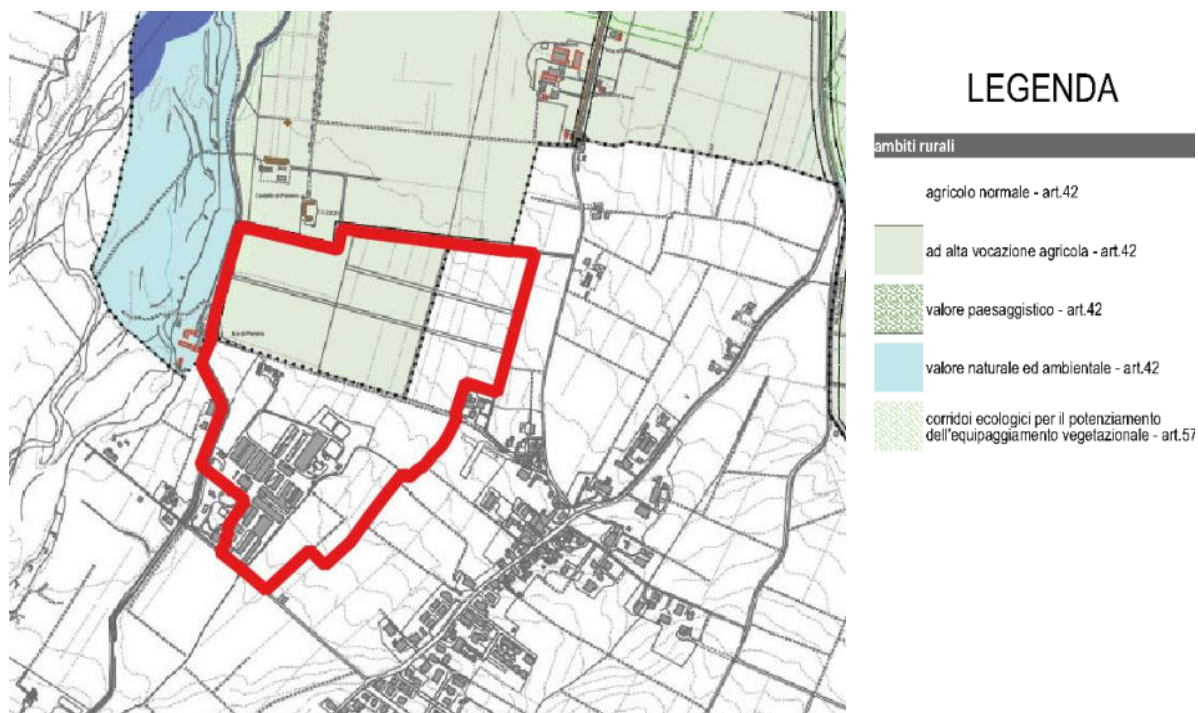 LEGENDA
ambiti rurali
agricolo normale - art.42
ad alta vocazione agricola - art.42
valore paesaggistico - art.42
valore naturale ed ambientale - art.42
corridoi ecologici per il potenziamento
dell'equipaggiamento vegetazionale - art.57